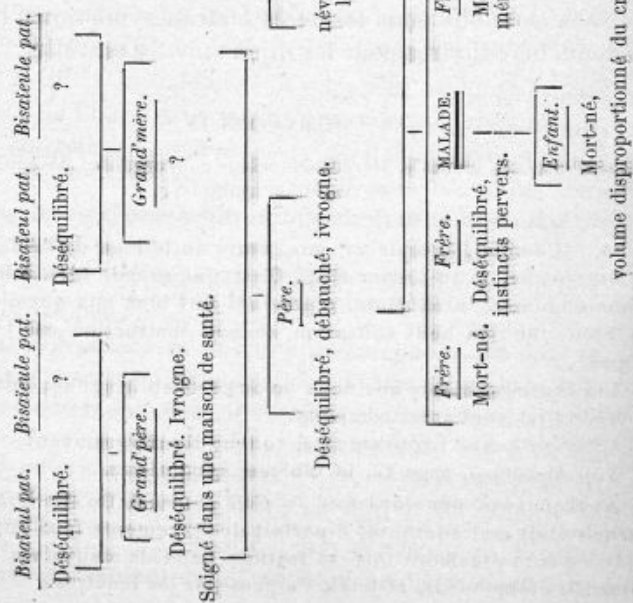 Bisaïeul pat. Bisaïeule pat. Bisaïeul pat. Bisaïeule pat.
Déséquilibré. ? Déséquilibré. ?
Grand'père. Grand'mère.
Déséquilibré. Ivrogne. ?
Soigné dans une maison de santé.
Père.
Déséquilibré, débauché, ivrogne.
Frère. Frère. MALADE.
Mort-né. Déséquilibré,
instincts pervers.
Enfant.
Mort-né,
volume disproportionné du